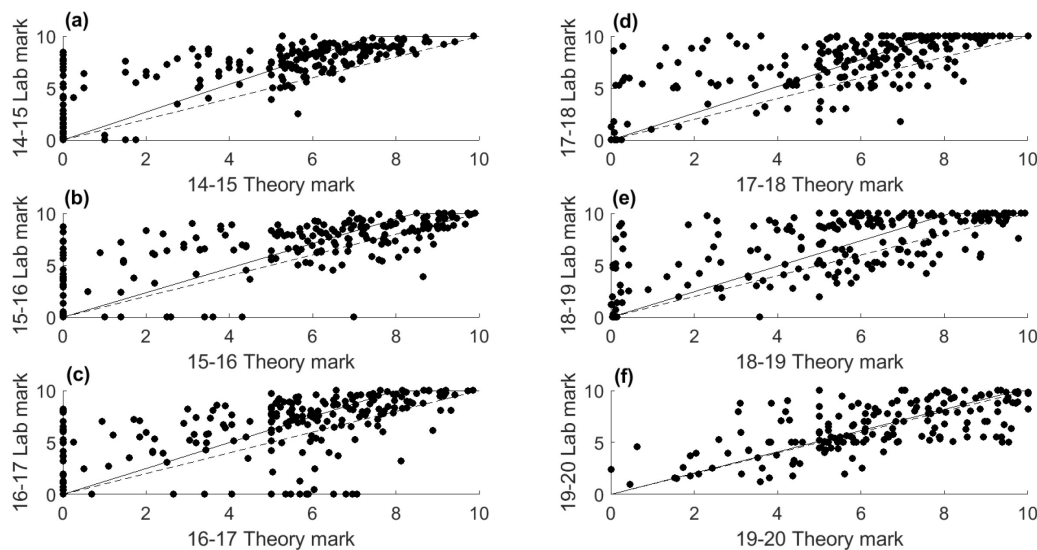 (a)
14-15 Lab mark
10
5
0
0 2 4 6 8 10
14-15 Theory mark
(b)
15-16 Lab mark
10
5
0
0 2 4 6 8 10
15-16 Theory mark
(c)
16-17 Lab mark
10
5
0
0 2 4 6 8 10
16-17 Theory mark
(d)
17-18 Lab mark
10
5
0
0 2 4 6 8 10
17-18 Theory mark
(e)
18-19 Lab mark
10
5
0
0 2 4 6 8 10
18-19 Theory mark
(f)
19-20 Lab mark
10
5
0
0 2 4 6 8 10
19-20 Theory mark